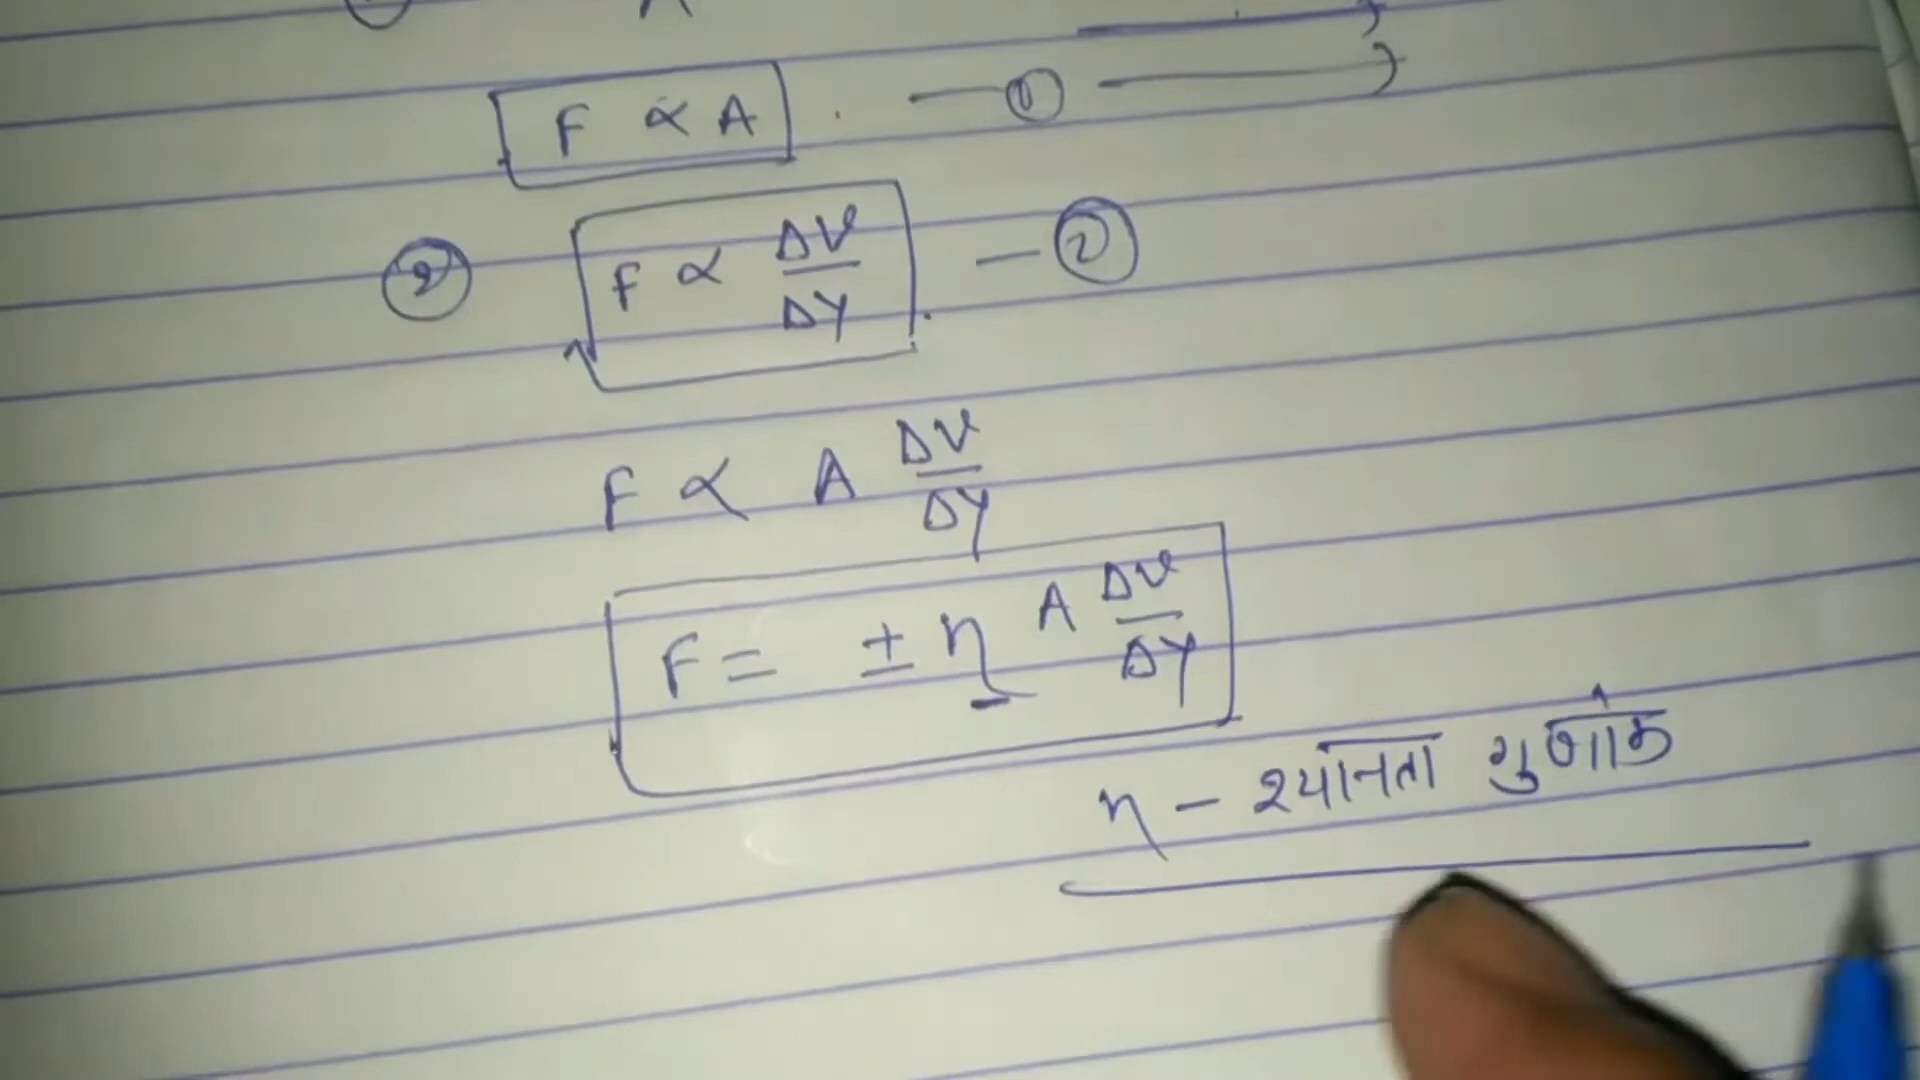 F ∝ A . — ①
② F ∝ ΔV/ΔY — ②
F ∝ A ΔV/ΔY
F = ± η A ΔV/ΔY
η – श्यानता गुणांक